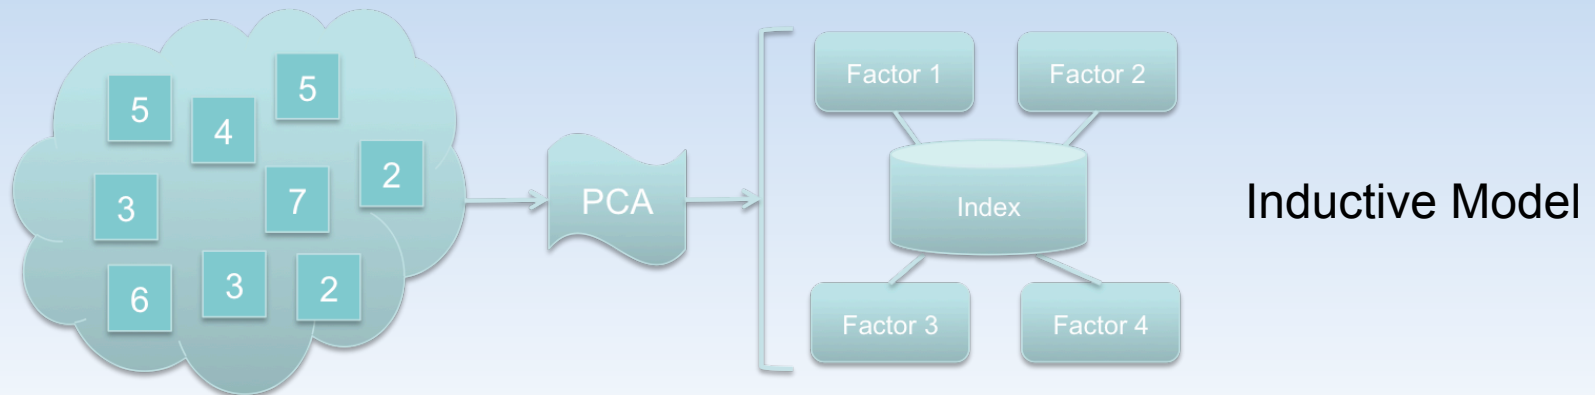 5
5
4
3
7
2
6
3
2
PCA
Factor 1
Factor 2
Index
Factor 3
Factor 4
Inductive Model